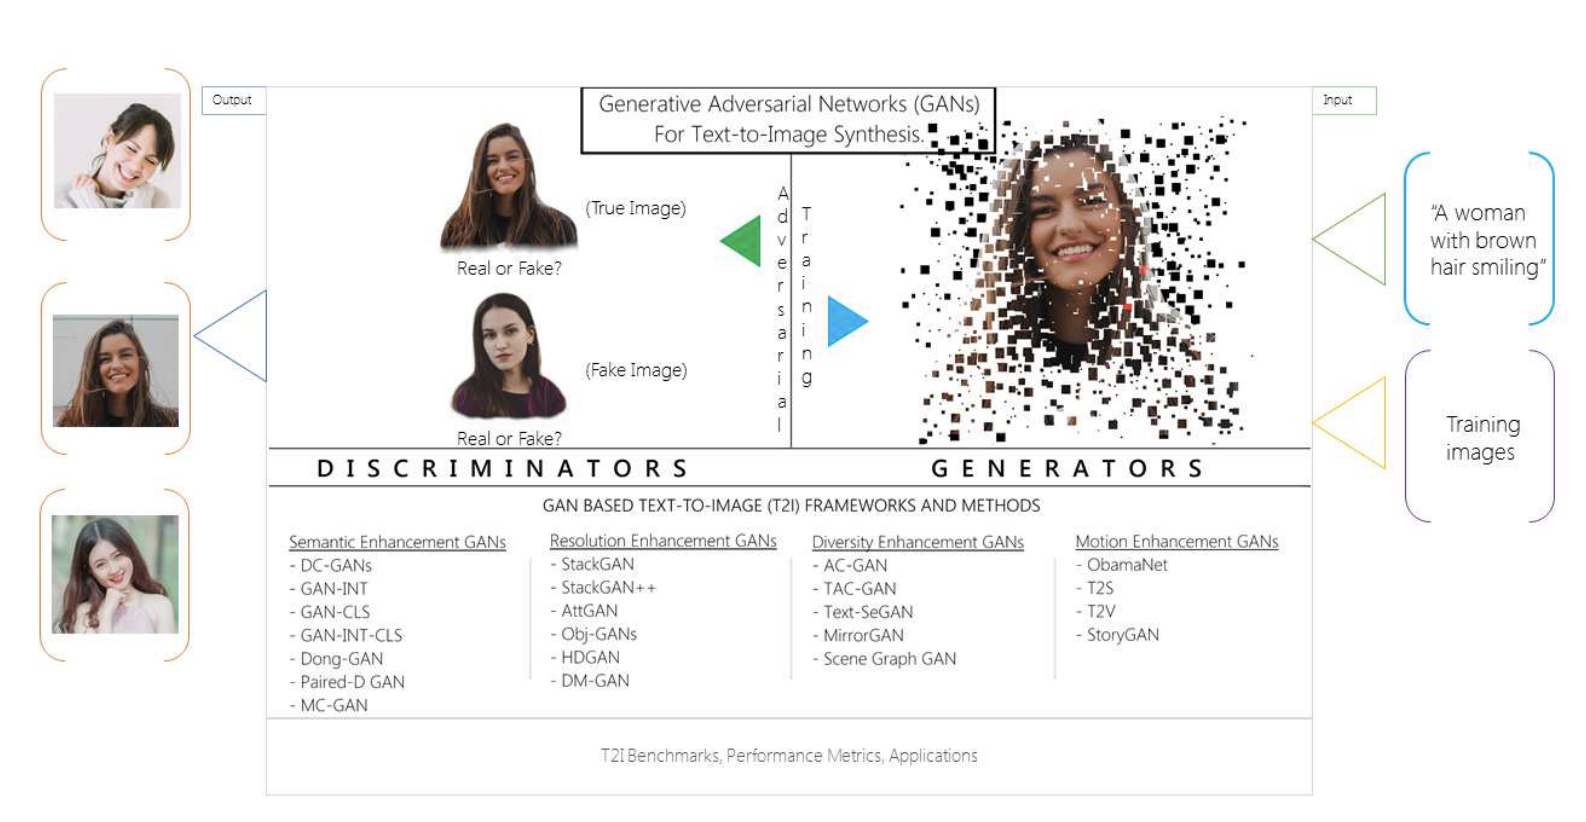 Output
Generative Adversarial Networks (GANs)
For Text-to-Image Synthesis.
Input
(True Image)
Real or Fake?
(Fake Image)
Real or Fake?
Adversarial
Training
“A woman
with brown
hair smiling”
Training
images
DISCRIMINATORS
GENERATORS
GAN BASED TEXT-TO-IMAGE (T2I) FRAMEWORKS AND METHODS
Semantic Enhancement GANs
- DC-GANs
- GAN-INT
- GAN-CLS
- GAN-INT-CLS
- Dong-GAN
- Paired-D GAN
- MC-GAN
Resolution Enhancement GANs
- StackGAN
- StackGAN++
- AttGAN
- Obj-GANs
- HDGAN
- DM-GAN
Diversity Enhancement GANs
- AC-GAN
- TAC-GAN
- Text-SeGAN
- MirrorGAN
- Scene Graph GAN
Motion Enhancement GANs
- ObamaNet
- T2S
- T2V
- StoryGAN
T2I Benchmarks, Performance Metrics, Applications